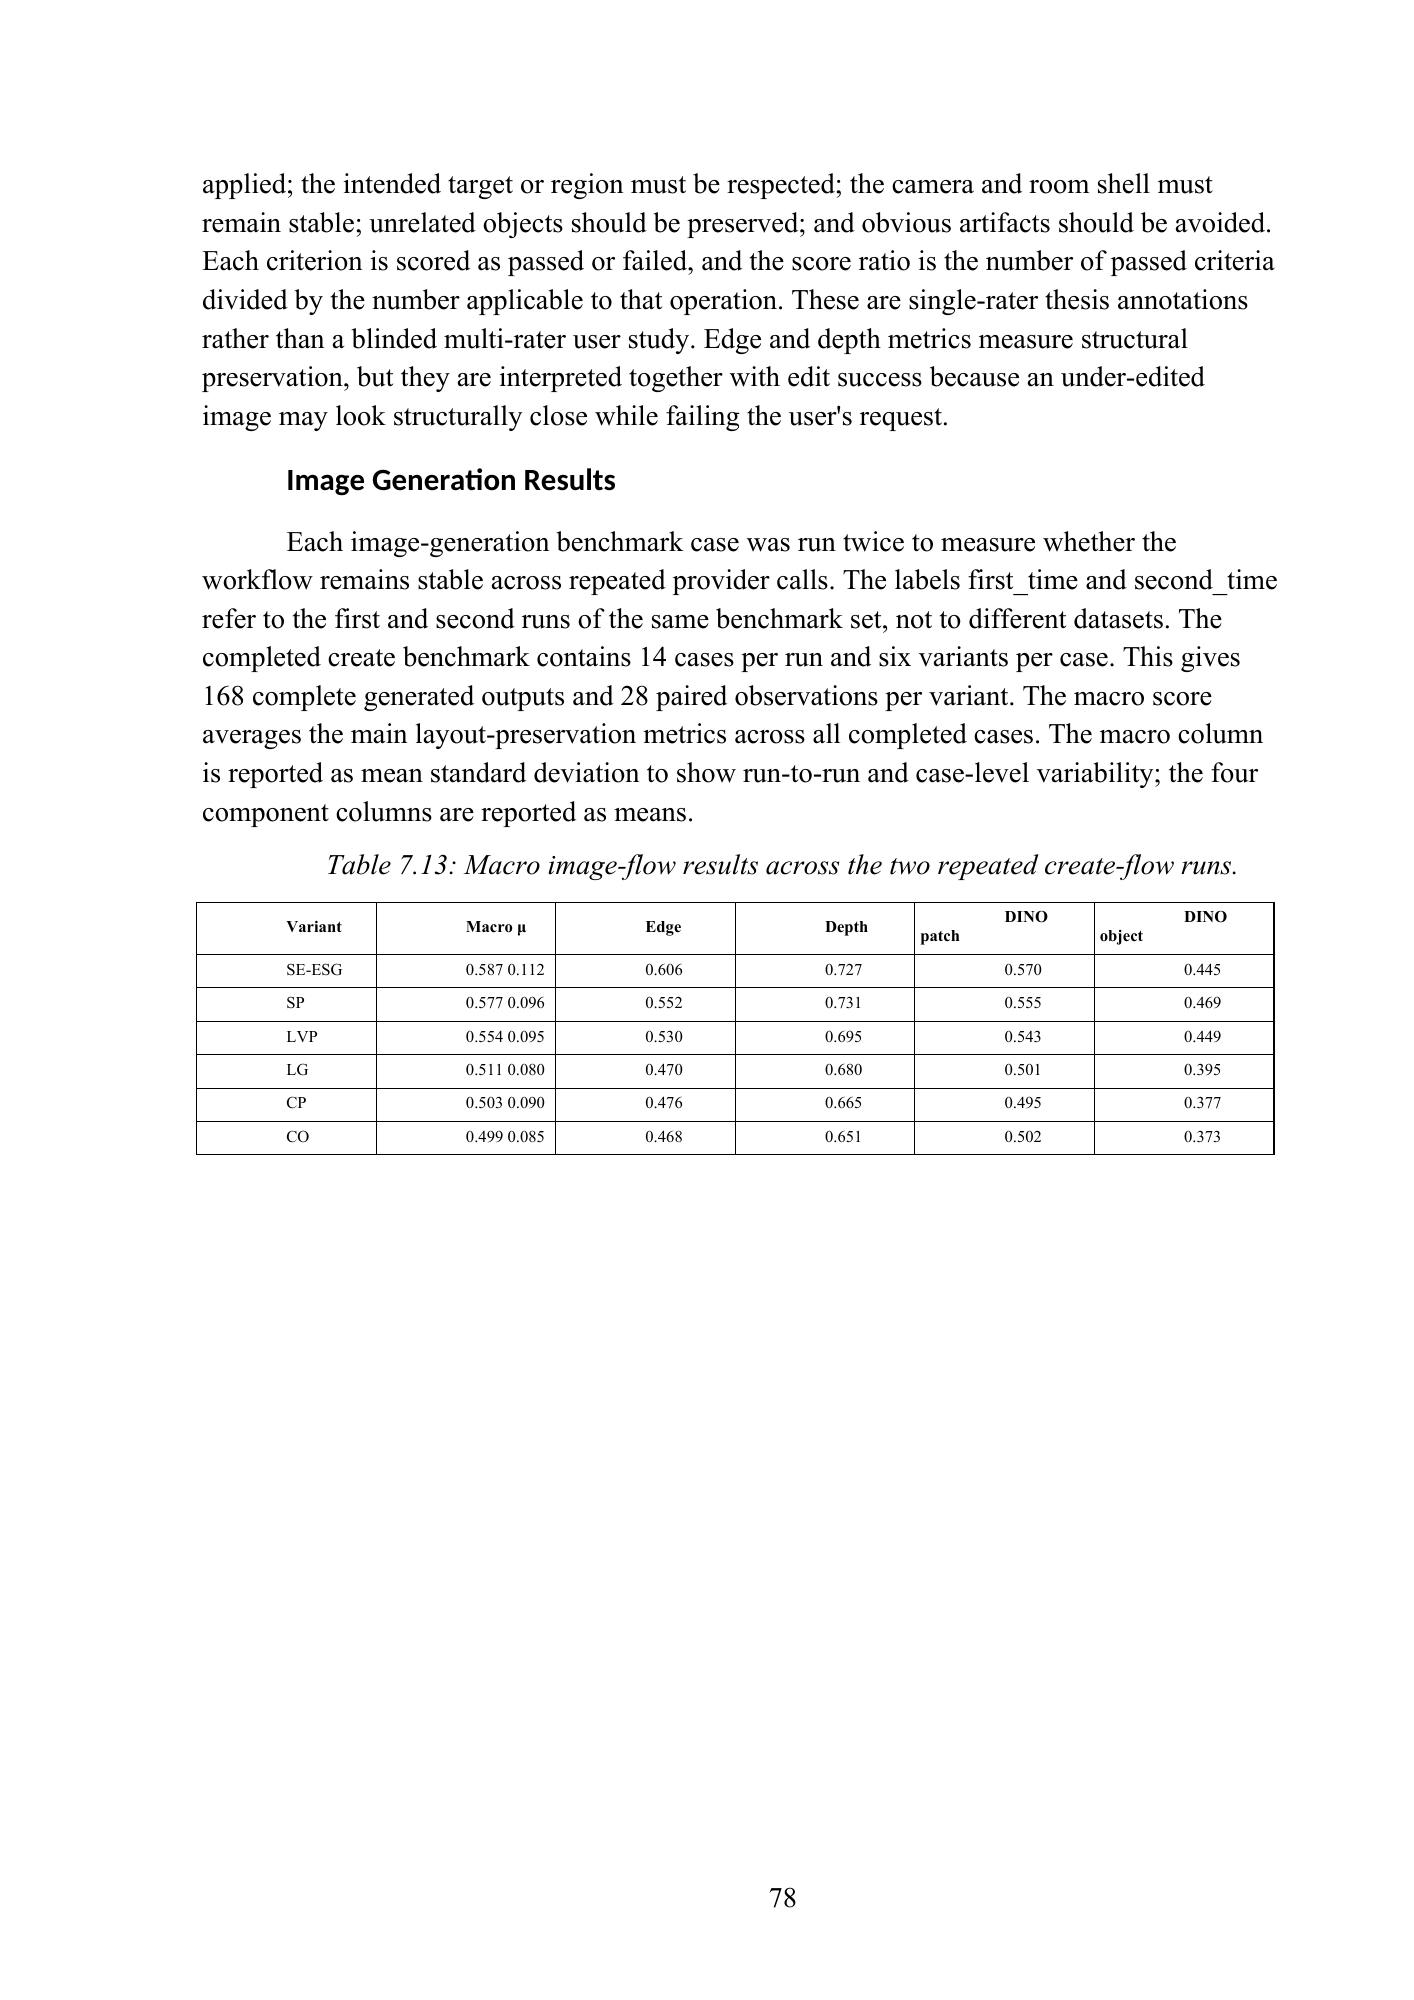 applied; the intended target or region must be respected; the camera and room shell must
remain stable; unrelated objects should be preserved; and obvious artifacts should be avoided.
Each criterion is scored as passed or failed, and the score ratio is the number of passed criteria
divided by the number applicable to that operation. These are single-rater thesis annotations
rather than a blinded multi-rater user study. Edge and depth metrics measure structural
preservation, but they are interpreted together with edit success because an under-edited
image may look structurally close while failing the user's request.
Image Generation Results
Each image-generation benchmark case was run twice to measure whether the
workflow remains stable across repeated provider calls. The labels first_time and second_time
refer to the first and second runs of the same benchmark set, not to different datasets. The
completed create benchmark contains 14 cases per run and six variants per case. This gives
168 complete generated outputs and 28 paired observations per variant. The macro score
averages the main layout-preservation metrics across all completed cases. The macro column
is reported as mean standard deviation to show run-to-run and case-level variability; the four
component columns are reported as means.
Table 7.13: Macro image-flow results across the two repeated create-flow runs.
Variant Macro μ Edge Depth DINO patch DINO object
SE-ESG 0.587 0.112 0.606 0.727 0.570 0.445
SP 0.577 0.096 0.552 0.731 0.555 0.469
LVP 0.554 0.095 0.530 0.695 0.543 0.449
LG 0.511 0.080 0.470 0.680 0.501 0.395
CP 0.503 0.090 0.476 0.665 0.495 0.377
CO 0.499 0.085 0.468 0.651 0.502 0.373
78